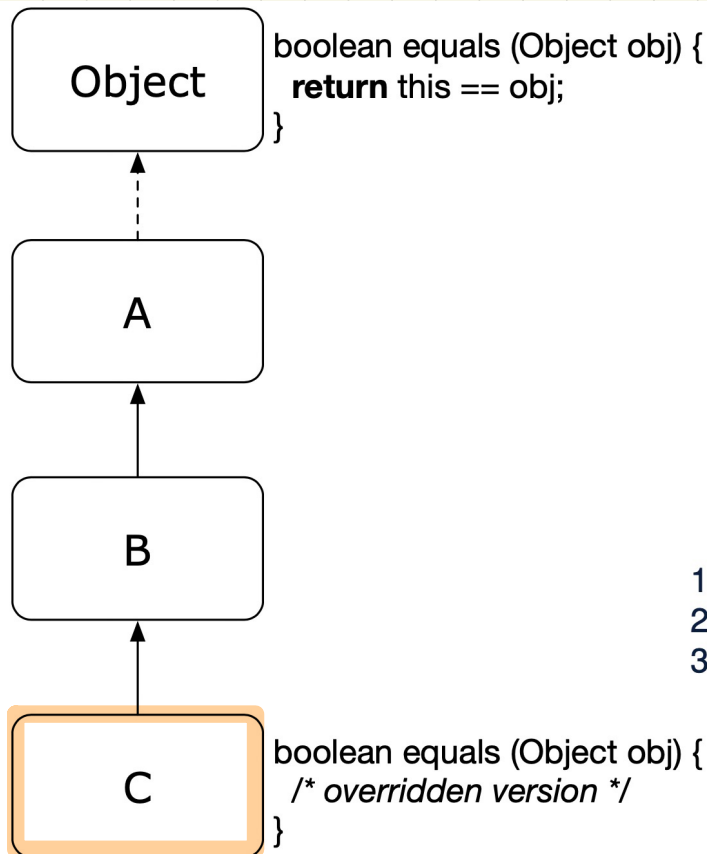 Object
boolean equals (Object obj) {
return this == obj;
}
A
B
1
2
3
C
boolean equals (Object obj) {
/* overridden version */
}